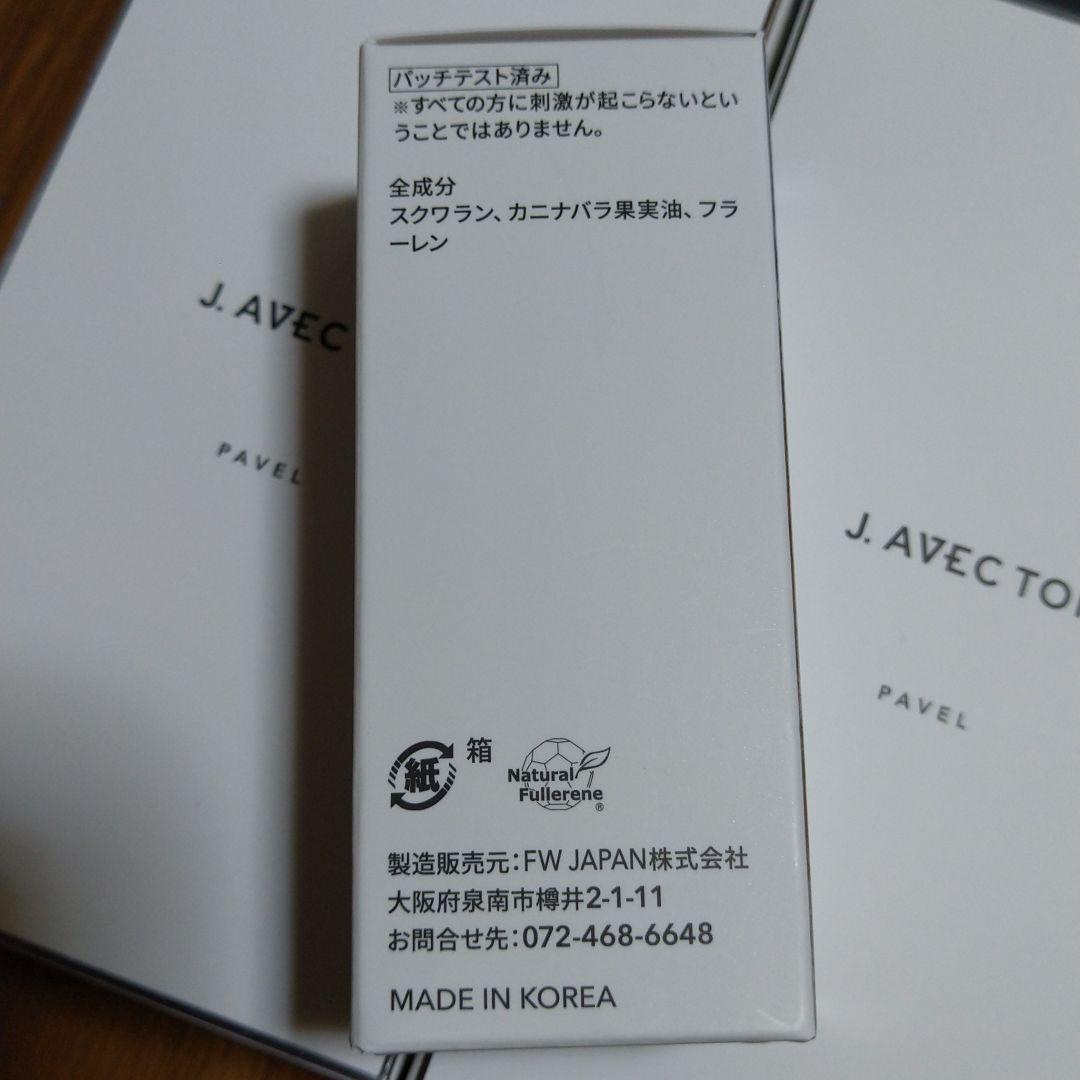 パッチテスト済み
※すべての方に刺激が起こらないとい
うことではありません。
全成分
スクワラン、カニナバラ果実油、フラ
ーレン
紙
箱
Natural
Fullerene
®
製造販売元:FW JAPAN株式会社
大阪府泉南市樽井2-1-11
お問合せ先:072-468-6648
MADE IN KOREA
J. AVEC
PAVEL
J. AVEC TO
PAVEL